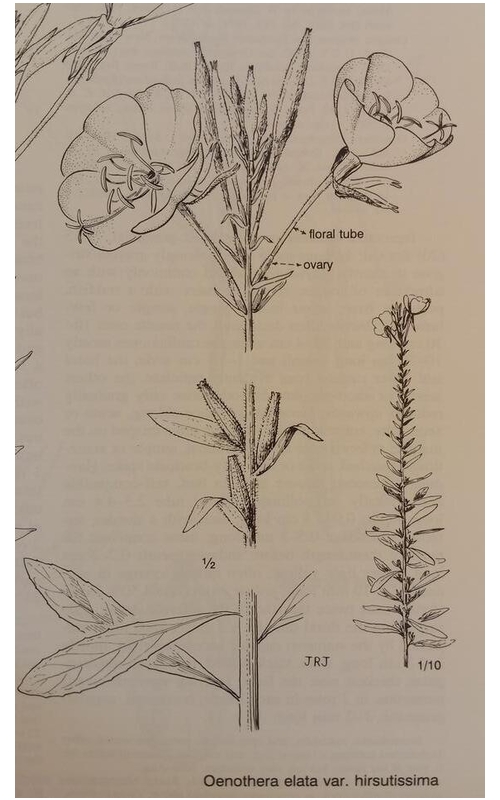 floral tube
ovary
½
JRJ
1/10
Oenothera elata var. hirsutissima